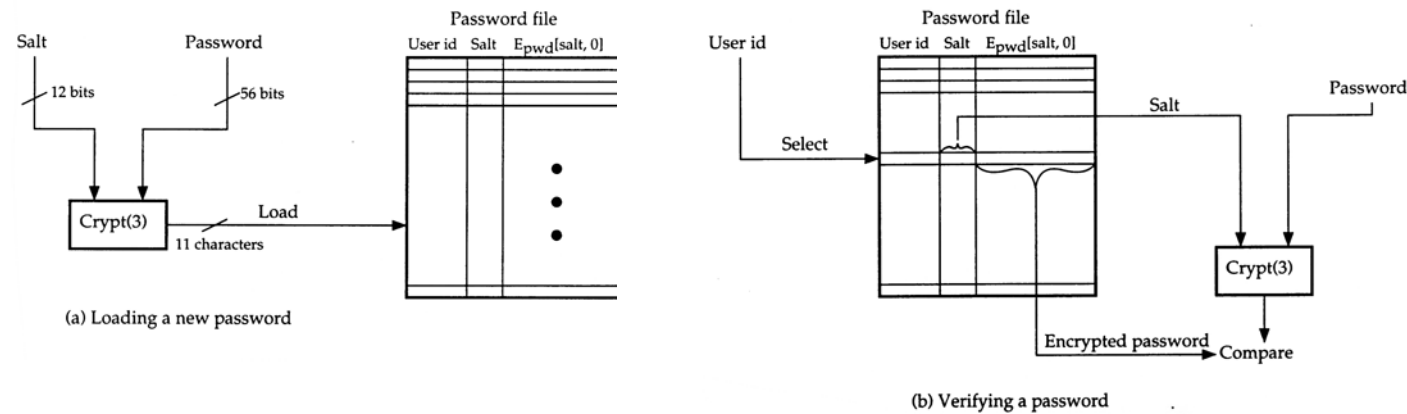 Password file
Salt Password
User id Salt E_pwd[salt, 0]
12 bits 56 bits
Crypt(3)
Load
11 characters
(a) Loading a new password
Password file
User id
User id Salt E_pwd[salt, 0]
Password
Salt
Select
Crypt(3)
Encrypted password
Compare
(b) Verifying a password